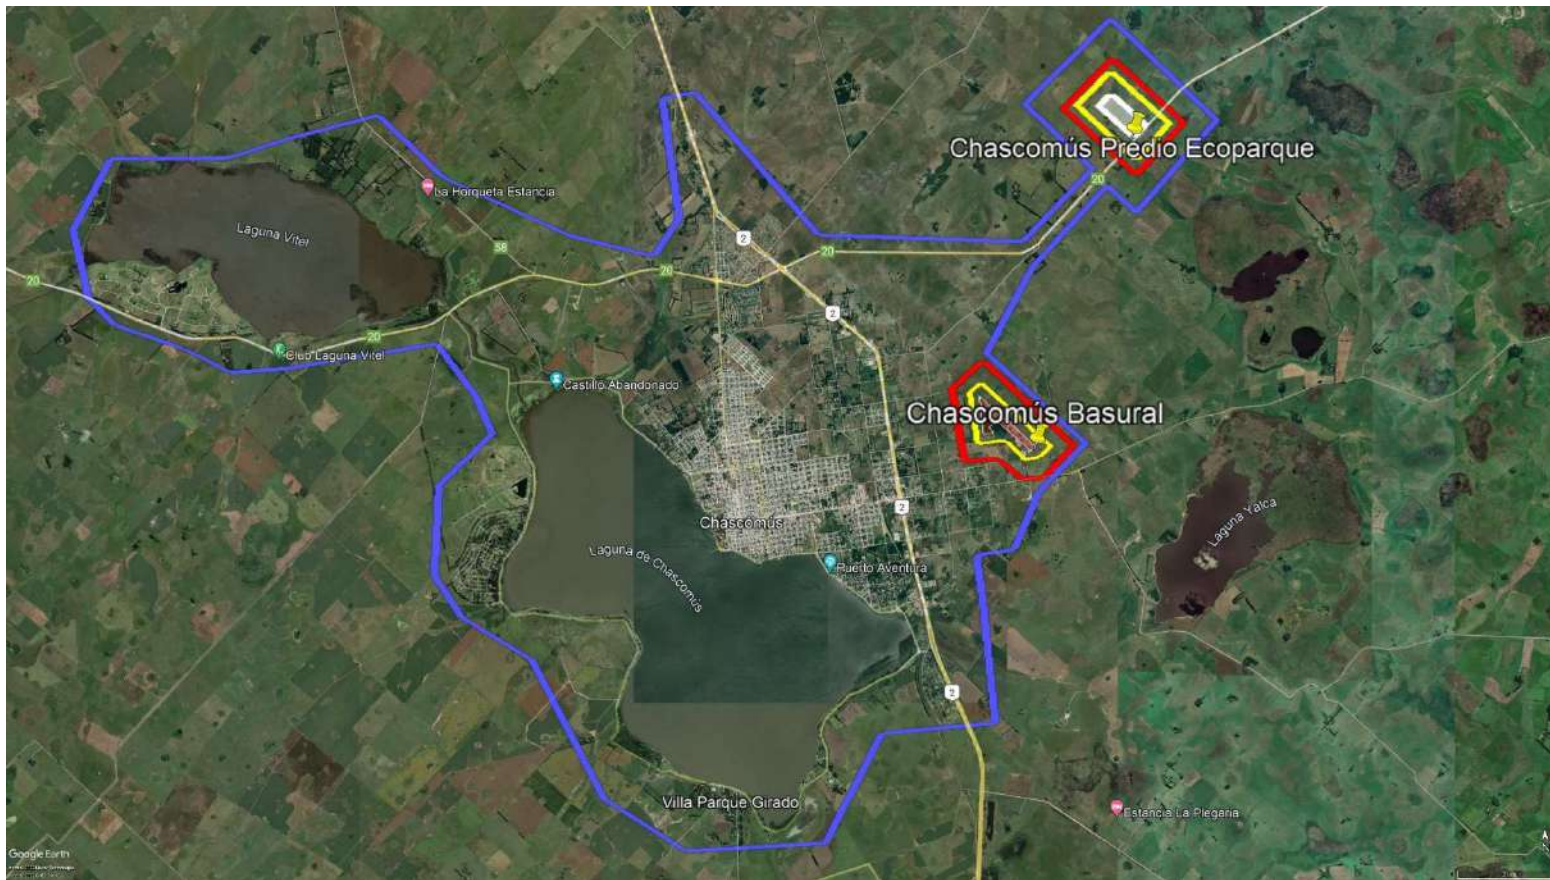 Chascomús Predio Ecoparque
20
La Horqueta Estancia
Laguna Vitel
2
58
20
20
20
2
20
Club Laguna Vitel
Castillo Abandonado
Chascomús Basural
2
Chascomús
Laguna Yalca
Laguna de Chascomús
Puerto Aventura
2
Villa Parque Girado
Estancia La Plegaria
Google Earth